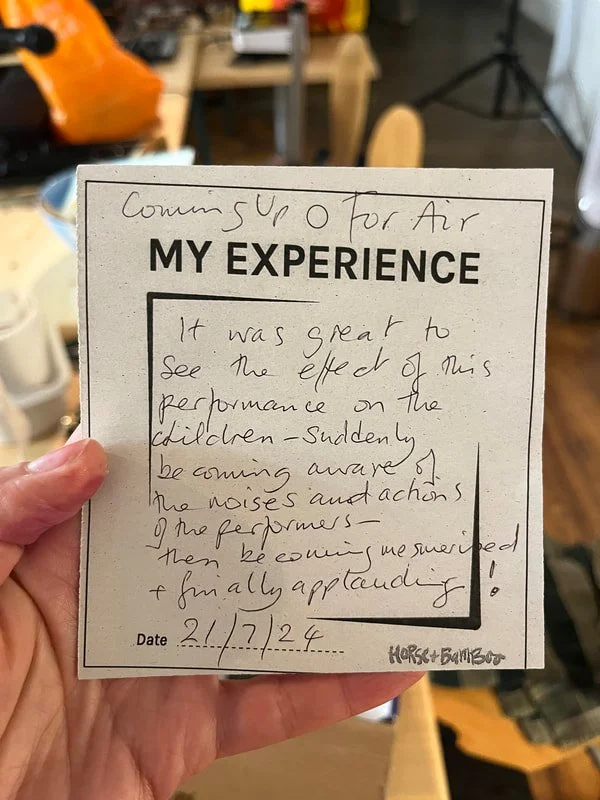 Coming Up O For Air
MY EXPERIENCE
It was great to
see the effect of this
performance on the
children - suddenly
becoming aware of
the noises and actions
of the performers -
then becoming mesmerised
+ finally applauding !
Date 21/7/24
HORSE + BAMBOO